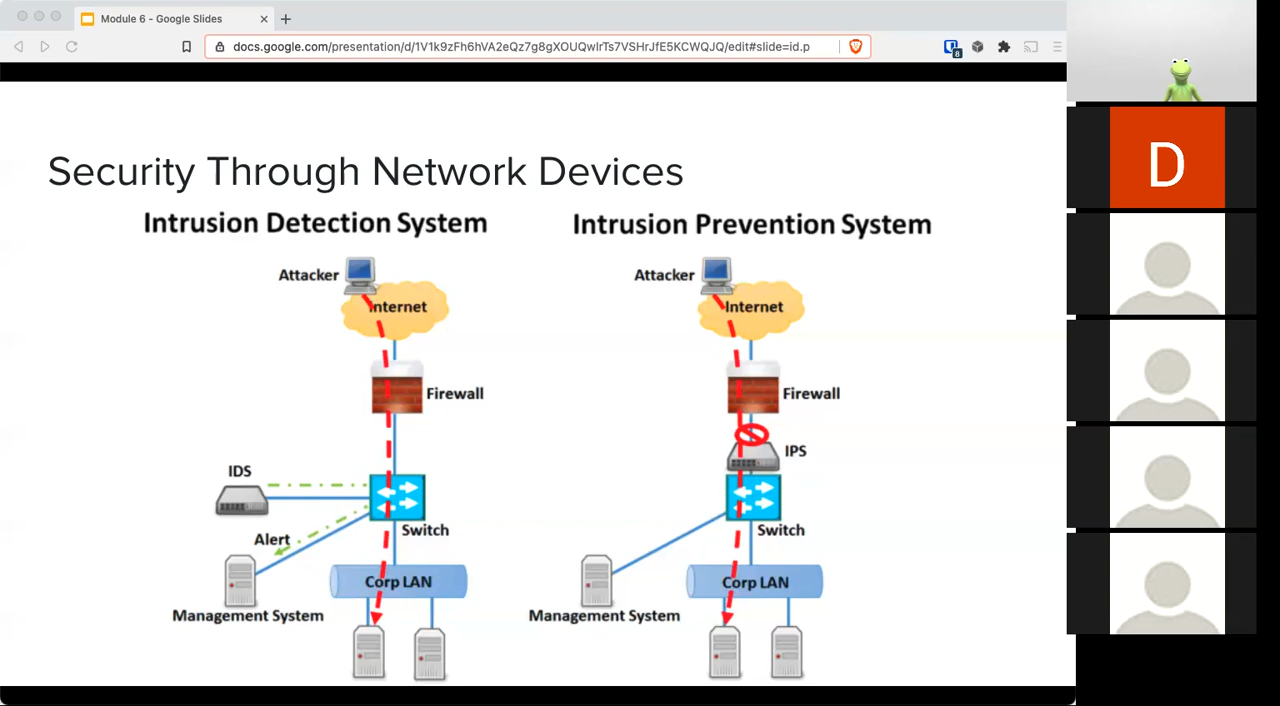 Module 6 - Google Slides
docs.google.com/presentation/d/1V1k9zFh6hVA2eQz7g8gXOUQwIrTs7VSHrJfE5KCWQJQ/edit#slide=id.p
8
D
Security Through Network Devices
Intrusion Detection System
Attacker
Internet
Firewall
IDS
Switch
Alert
Corp LAN
Management System
Intrusion Prevention System
Attacker
Internet
Firewall
IPS
Switch
Corp LAN
Management System